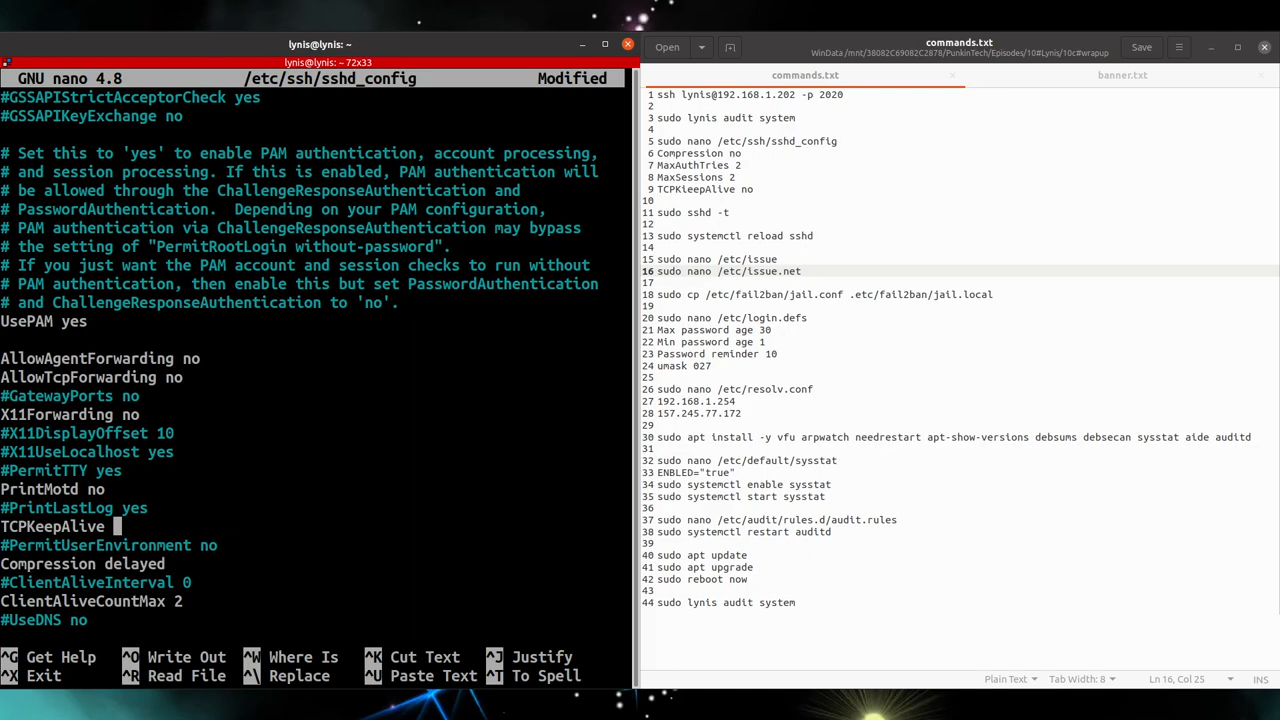 lynis@lynis: ~
lynis@lynis: ~ 72x33
GNU nano 4.8 /etc/ssh/sshd_config Modified
#GSSAPIStrictAcceptorCheck yes
#GSSAPIKeyExchange no
# Set this to 'yes' to enable PAM authentication, account processing,
# and session processing. If this is enabled, PAM authentication will
# be allowed through the ChallengeResponseAuthentication and
# PasswordAuthentication.  Depending on your PAM configuration,
# PAM authentication via ChallengeResponseAuthentication may bypass
# the setting of "PermitRootLogin without-password".
# If you just want the PAM account and session checks to run without
# PAM authentication, then enable this but set PasswordAuthentication
# and ChallengeResponseAuthentication to 'no'.
UsePAM yes
AllowAgentForwarding no
AllowTcpForwarding no
#GatewayPorts no
X11Forwarding no
#X11DisplayOffset 10
#X11UseLocalhost yes
#PermitTTY yes
PrintMotd no
#PrintLastLog yes
TCPKeepAlive
#PermitUserEnvironment no
Compression delayed
#ClientAliveInterval 0
ClientAliveCountMax 2
#UseDNS no
^G Get Help ^O Write Out ^W Where Is ^K Cut Text ^J Justify
^X Exit ^R Read File ^\ Replace ^U Paste Text ^T To Spell
Open commands.txt Save
WinData /mnt/38082C69082C2878/PunkinTech/Episodes/10#Lynis/10c#wrapup
commands.txt banner.txt
1 ssh lynis@192.168.1.202 -p 2020
2
3 sudo lynis audit system
4
5 sudo nano /etc/ssh/sshd_config
6 Compression no
7 MaxAuthTries 2
8 MaxSessions 2
9 TCPKeepAlive no
10
11 sudo sshd -t
12
13 sudo systemctl reload sshd
14
15 sudo nano /etc/issue
16 sudo nano /etc/issue.net
17
18 sudo cp /etc/fail2ban/jail.conf .etc/fail2ban/jail.local
19
20 sudo nano /etc/login.defs
21 Max password age 30
22 Min password age 1
23 Password reminder 10
24 umask 027
25
26 sudo nano /etc/resolv.conf
27 192.168.1.254
28 157.245.77.172
29
30 sudo apt install -y vfu arpwatch needrestart apt-show-versions debsums debsecan sysstat aide auditd
31
32 sudo nano /etc/default/sysstat
33 ENBLED="true"
34 sudo systemctl enable sysstat
35 sudo systemctl start sysstat
36
37 sudo nano /etc/audit/rules.d/audit.rules
38 sudo systemctl restart auditd
39
40 sudo apt update
41 sudo apt upgrade
42 sudo reboot now
43
44 sudo lynis audit system
Plain Text Tab Width: 8 Ln 16, Col 25 INS